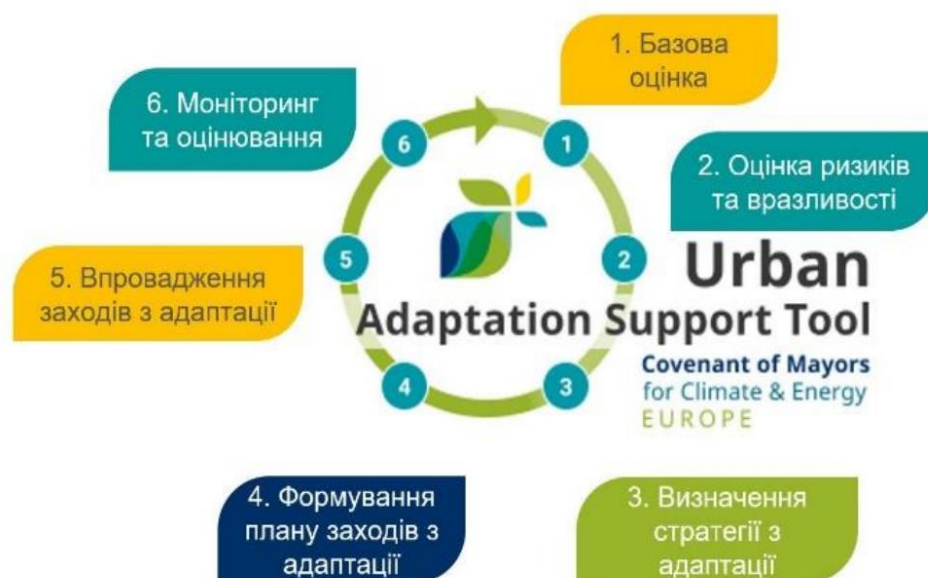 1. Базова
оцінка
6. Моніторинг
та оцінювання
6
1
2. Оцінка ризиків
та вразливості
5
2
5. Впровадження
заходів з адаптації
Urban
Adaptation Support Tool
Covenant of Mayors
for Climate & Energy
EUROPE
4
3
4. Формування
плану заходів з
адаптації
3. Визначення
стратегії з
адаптації